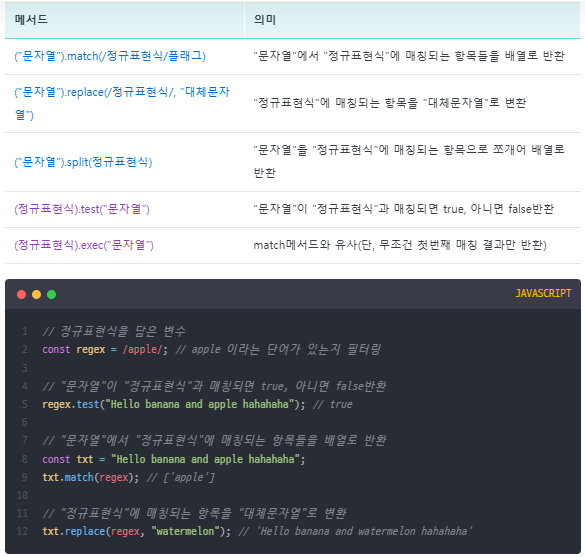 메서드 의미
("문자열").match(/정규표현식/플래그) "문자열"에서 "정규표현식"에 매칭되는 항목들을 배열로 반환
("문자열").replace(/정규표현식/, "대체문자
열") "정규표현식"에 매칭되는 항목을 "대체문자열"로 변환
("문자열").split(정규표현식) "문자열"을 "정규표현식"에 매칭되는 항목으로 쪼개어 배열로
반환
(정규표현식).test("문자열") "문자열"이 "정규표현식"과 매칭되면 true, 아니면 false반환
(정규표현식).exec("문자열") match메서드와 유사(단, 무조건 첫번째 매칭 결과만 반환)
JAVASCRIPT
1 // 정규표현식을 담은 변수
2 const regex = /apple/; // apple 이라는 단어가 있는지 필터링
3
4 // "문자열"이 "정규표현식"과 매칭되면 true, 아니면 false반환
5 regex.test("Hello banana and apple hahahaha"); // true
6
7 // "문자열"에서 "정규표현식"에 매칭되는 항목들을 배열로 반환
8 const txt = "Hello banana and apple hahahaha";
9 txt.match(regex); // ['apple']
10
11 // "정규표현식"에 매칭되는 항목을 "대체문자열"로 변환
12 txt.replace(regex, "watermelon"); // 'Hello banana and watermelon hahahaha'